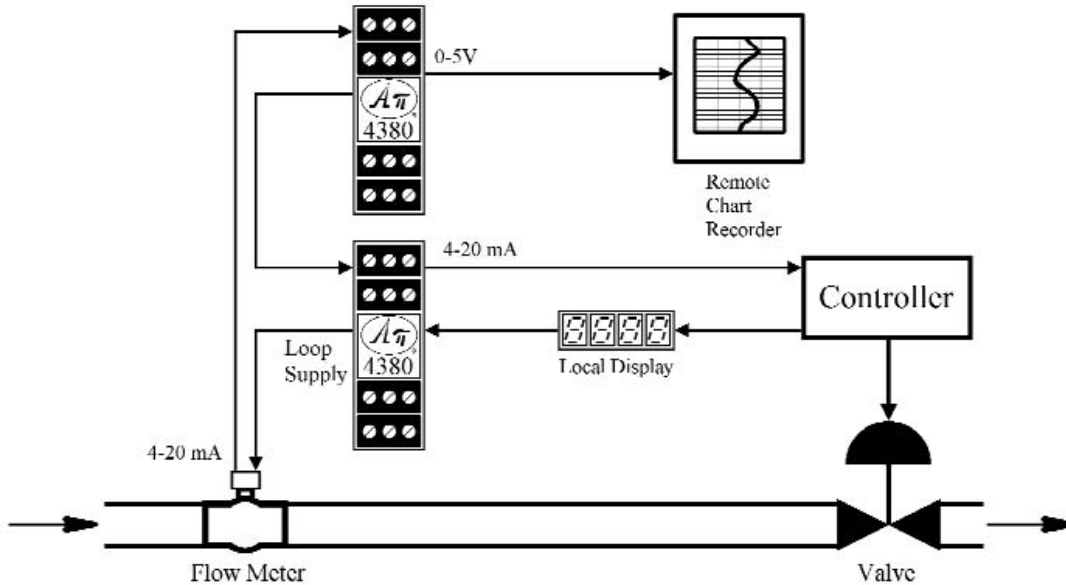 0-5V
Aπ
4380
Remote
Chart
Recorder
4-20 mA
Controller
Loop
Supply
Aπ
4380
8888
Local Display
4-20 mA
Flow Meter
Valve